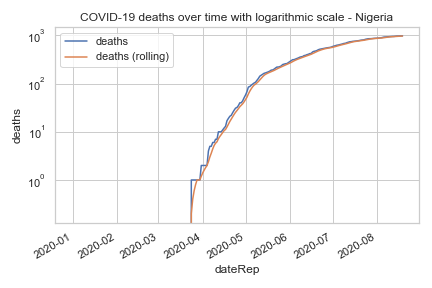 COVID-19 deaths over time with logarithmic scale - Nigeria
deaths
deaths (rolling)
10³
10²
10¹
10⁰
deaths
2020-01
2020-02
2020-03
2020-04
2020-05
2020-06
2020-07
2020-08
dateRep